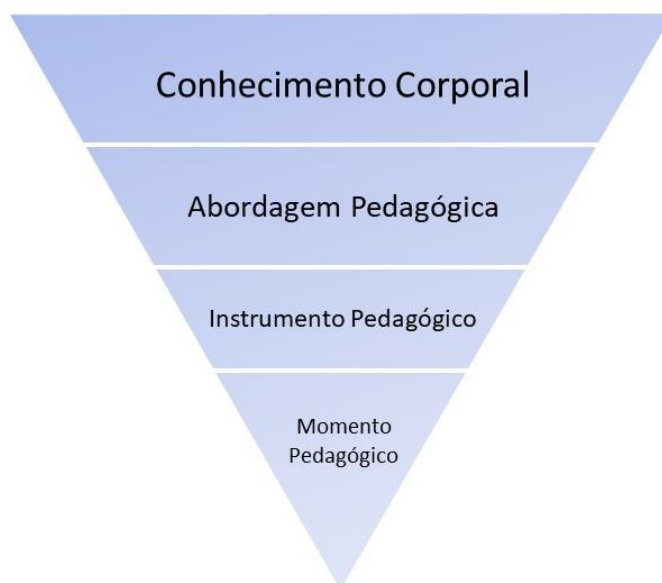 Conhecimento Corporal
Abordagem Pedagógica
Instrumento Pedagógico
Momento
Pedagógico